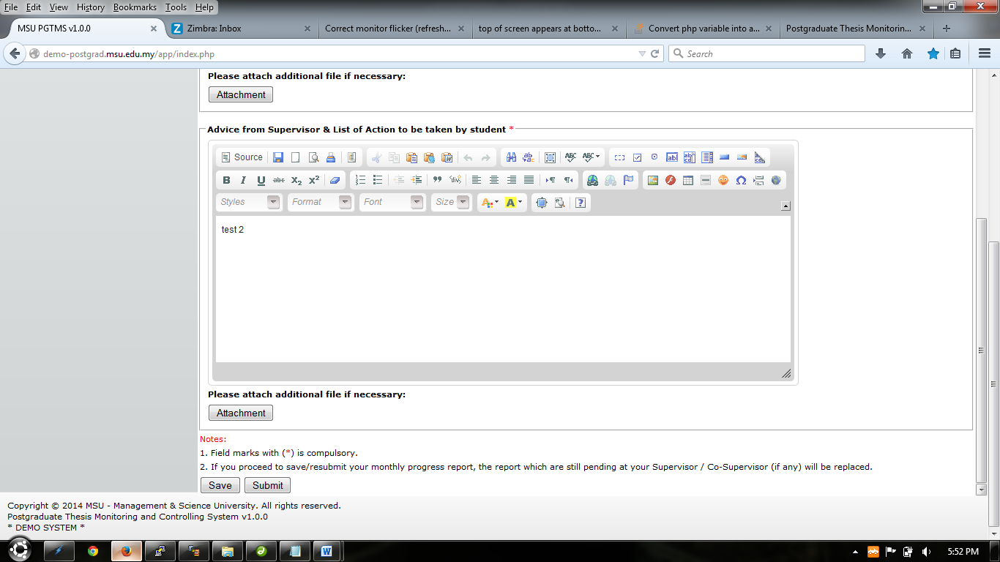 File Edit View History Bookmarks Tools Help
MSU PGTMS v1.0.0
Zimbra: Inbox
Correct monitor flicker (refresh...
top of screen appears at botto...
Convert php variable into a...
Postgraduate Thesis Monitorin...
demo-postgrad.msu.edu.my/app/index.php
Search
Please attach additional file if necessary:
Attachment
Advice from Supervisor & List of Action to be taken by student *
Source
Styles Format Font Size
test 2
Please attach additional file if necessary:
Attachment
Notes:
1. Field marks with (*) is compulsory.
2. If you proceed to save/resubmit your monthly progress report, the report which are still pending at your Supervisor / Co-Supervisor (if any) will be replaced.
Save Submit
Copyright © 2014 MSU - Management & Science University. All rights reserved.
Postgraduate Thesis Monitoring and Controlling System v1.0.0
* DEMO SYSTEM *
5:52 PM